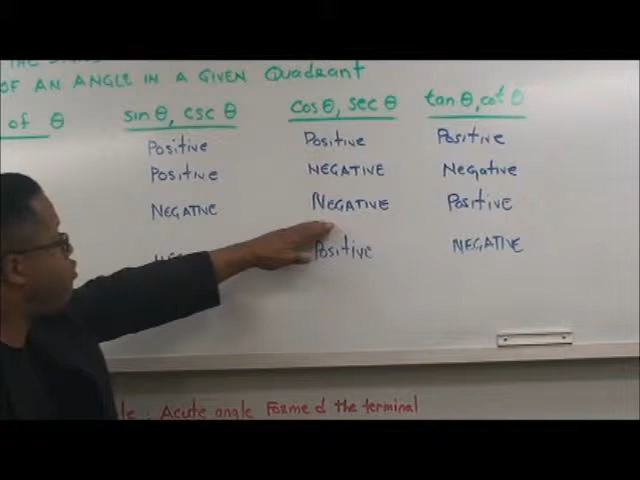 THE
OF AN ANGLE IN A GIVEN QuadraNT
of θ sin θ, csc θ cos θ, sec θ tan θ, cot θ
Positive Positive Positive
Positive NEGATIVE Negative
NEGATIVE NEGATIVE Positive
Positive NEGATIVE
Acute angle Formed the terminal